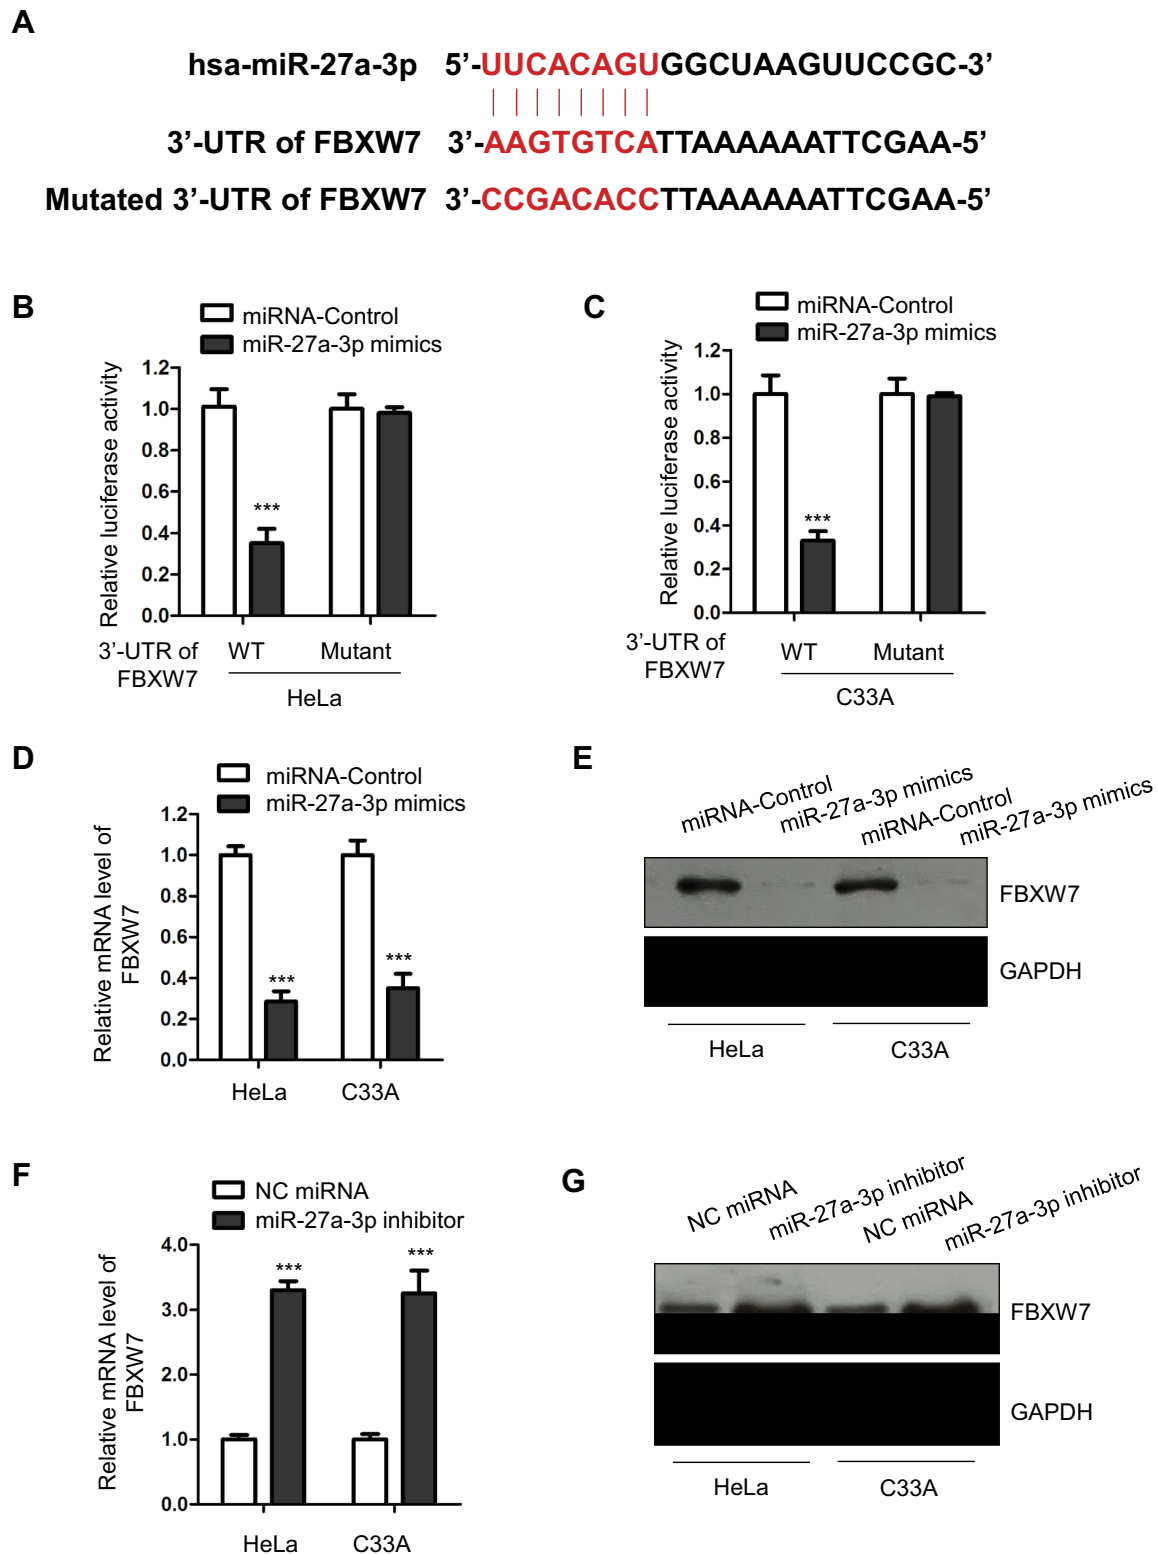 A
hsa-miR-27a-3p 5’-UUCACAGUGGCUAAGUUCCGC-3’
3’-UTR of FBXW7 3’-AAGTGTCATTAAAAAATTCGAA-5’
Mutated 3’-UTR of FBXW7 3’-CCGACACCTTAAAAAATTCGAA-5’
B
miRNA-Control
miR-27a-3p mimics
Relative luciferase activity
1.2
1.0
0.8
0.6
0.4
0.2
0.0
***
3’-UTR of
FBXW7
WT Mutant
HeLa
C
miRNA-Control
miR-27a-3p mimics
Relative luciferase activity
1.2
1.0
0.8
0.6
0.4
0.2
0.0
***
3’-UTR of
FBXW7
WT Mutant
C33A
D
miRNA-Control
miR-27a-3p mimics
Relative mRNA level of
FBXW7
1.2
1.0
0.8
0.6
0.4
0.2
0.0
***
***
HeLa C33A
E
miRNA-Control
miR-27a-3p mimics
miRNA-Control
miR-27a-3p mimics
FBXW7
GAPDH
HeLa C33A
F
NC miRNA
miR-27a-3p inhibitor
Relative mRNA level of
FBXW7
4.0
3.0
2.0
1.0
0.0
***
***
HeLa C33A
G
NC miRNA
miR-27a-3p inhibitor
NC miRNA
miR-27a-3p inhibitor
FBXW7
GAPDH
HeLa C33A